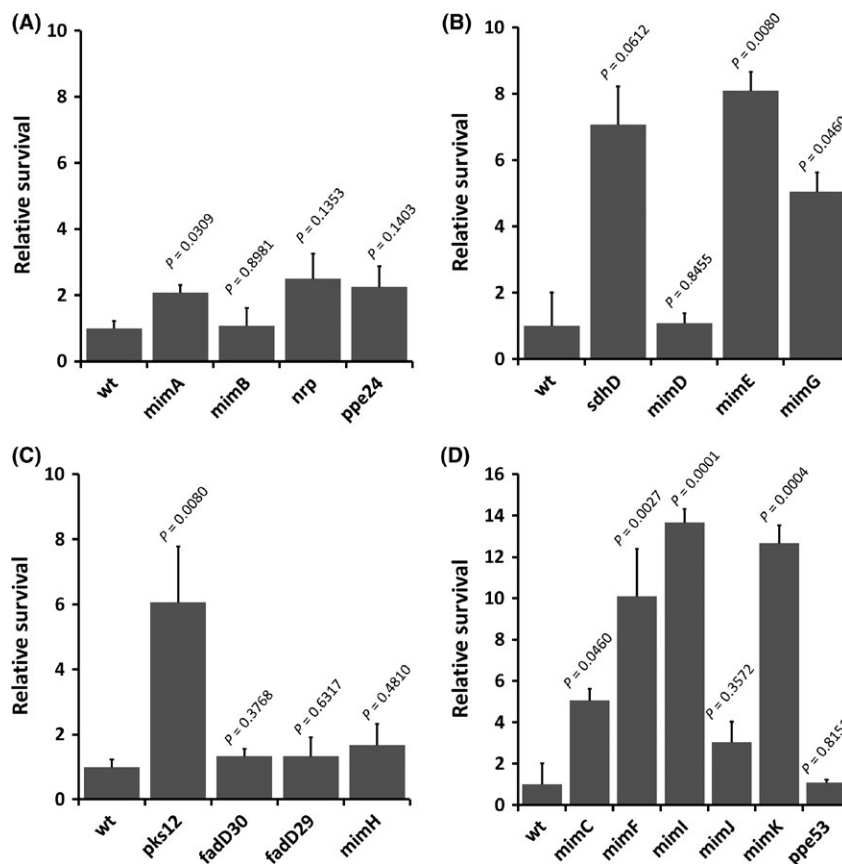 (A)
Relative survival
10
8
6
4
2
0
P = 0.0309
P = 0.8981
P = 0.1353
P = 0.1403
wt
mimA
mimB
nrp
ppe24
(B)
Relative survival
10
8
6
4
2
0
P = 0.0612
P = 0.8455
P = 0.0080
P = 0.0460
wt
sdhD
mimD
mimE
mimG
(C)
Relative survival
10
8
6
4
2
0
P = 0.0080
P = 0.3768
P = 0.6317
P = 0.4810
wt
pks12
fadD30
fadD29
mimH
(D)
Relative survival
16
14
12
10
8
6
4
2
0
P = 0.0460
P = 0.0027
P = 0.0001
P = 0.3572
P = 0.0004
P =
wt
mimC
mimF
mimI
mimJ
mimK
ppe53